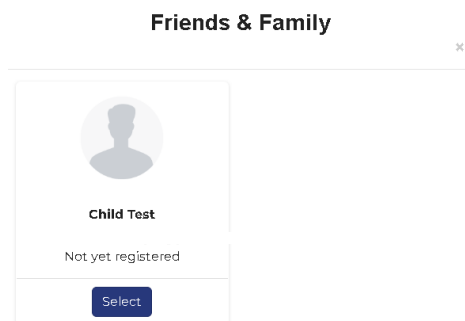 Friends & Family
×
Child Test
Not yet registered
Select